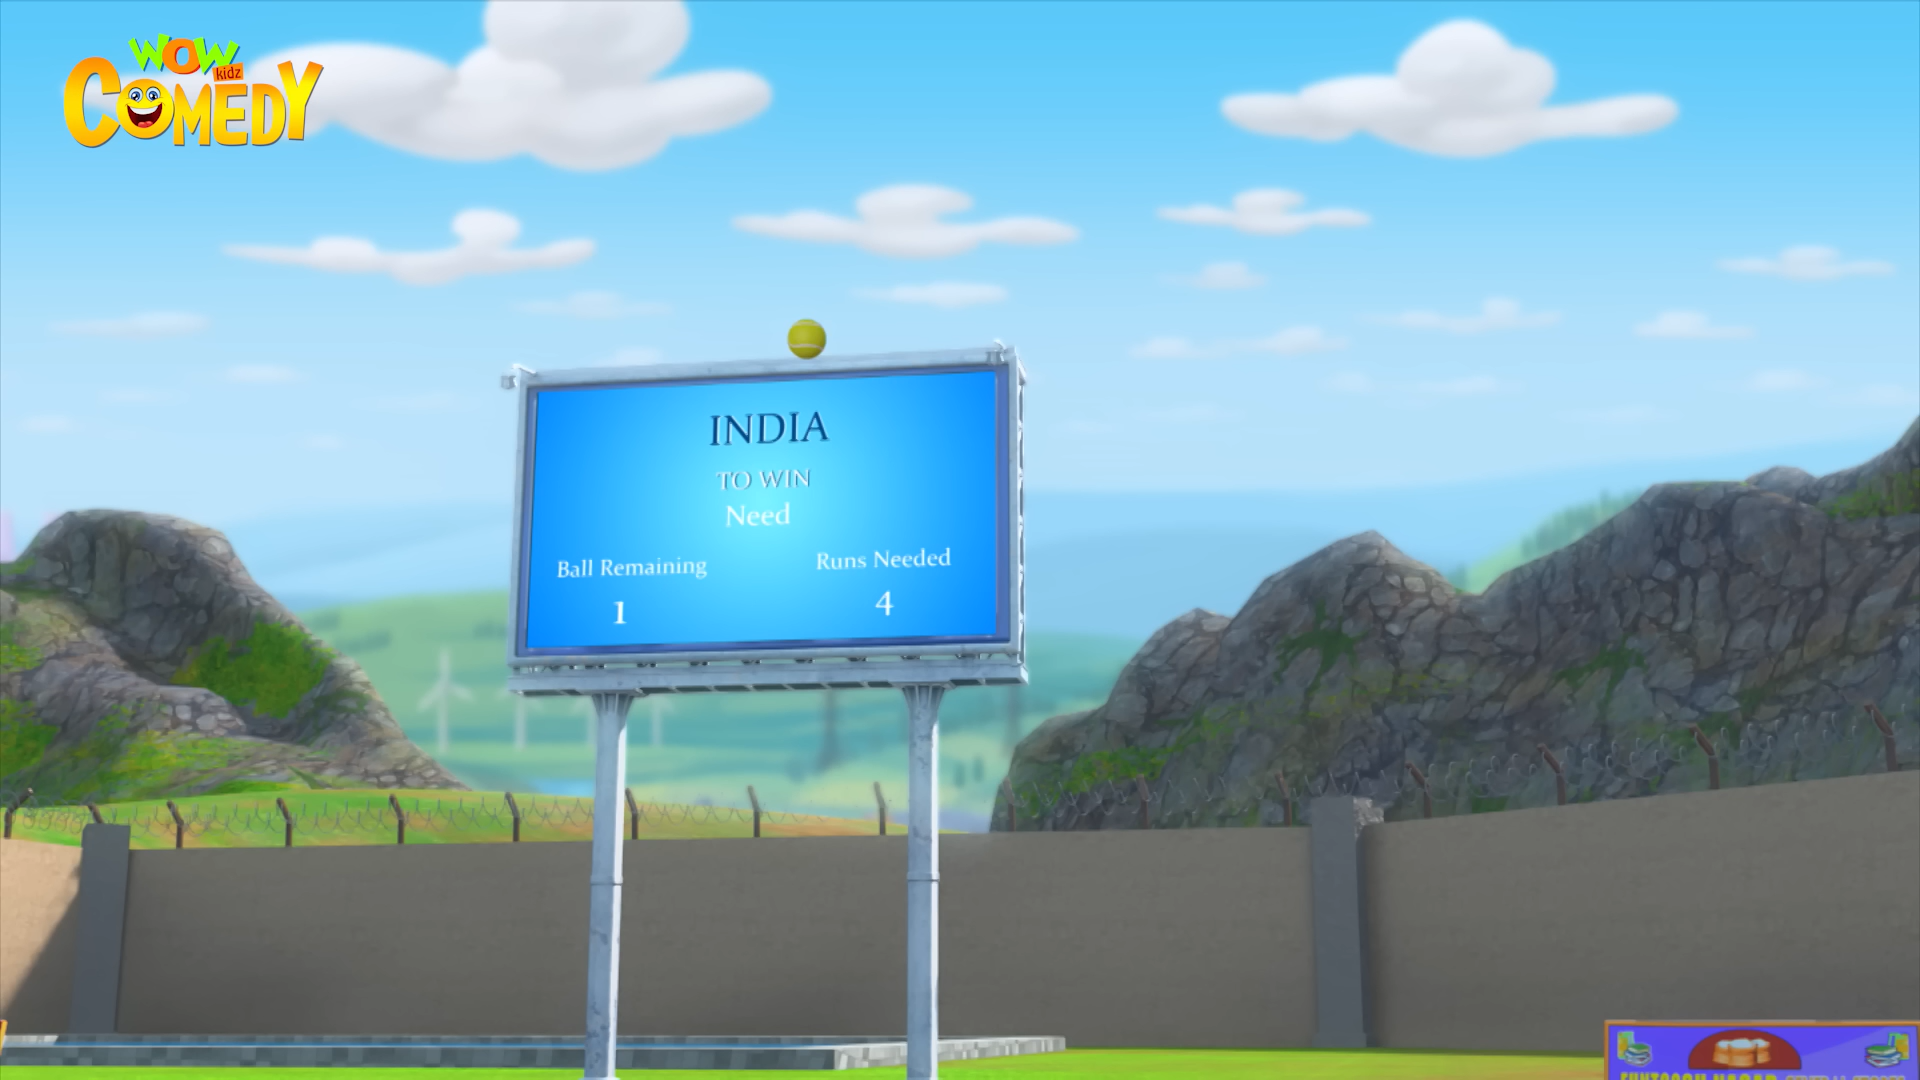 WOW
kidz
COMEDY
INDIA
TO WIN
Need
Ball Remaining
Runs Needed
1
4